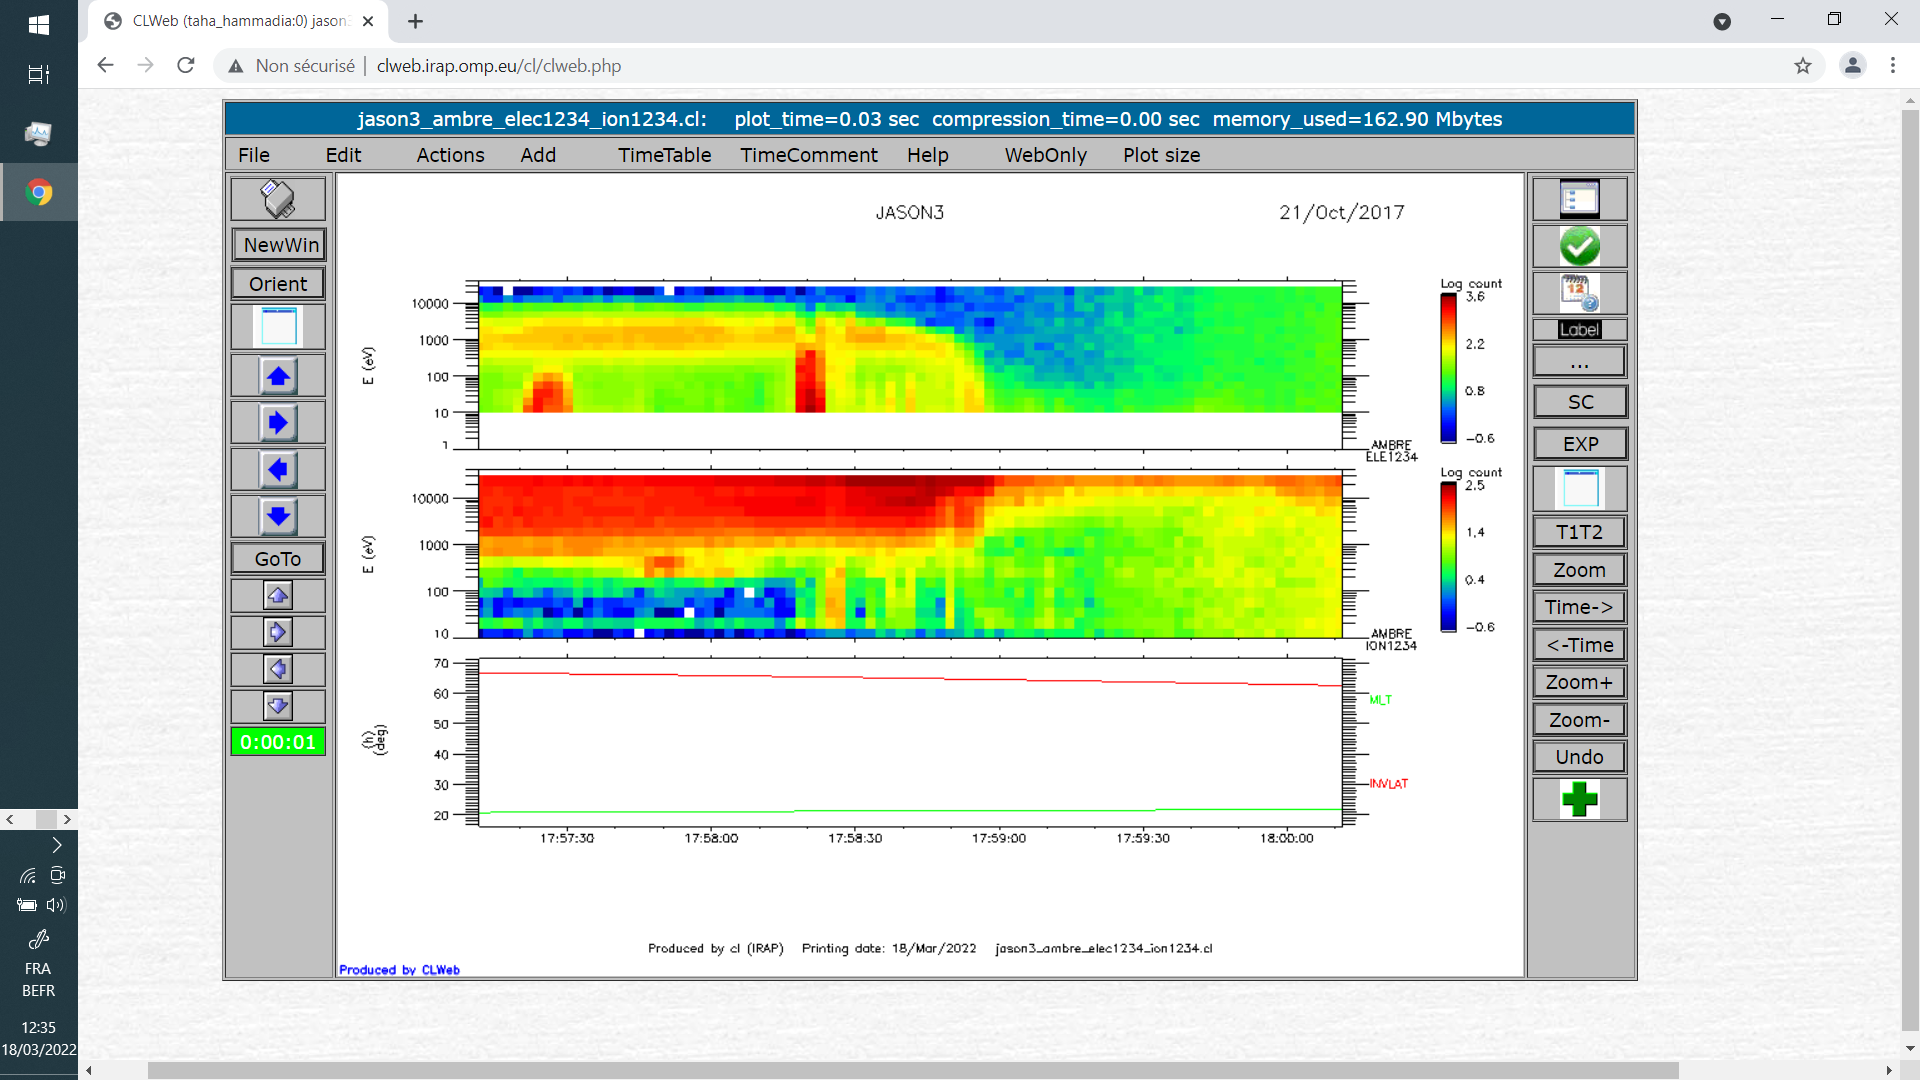 CLWeb (taha_hammadia:0) jason3
Non sécurisé | clweb.irap.omp.eu/cl/clweb.php
jason3_ambre_elec1234_ion1234.cl: plot_time=0.03 sec compression_time=0.00 sec memory_used=162.90 Mbytes
File Edit Actions Add TimeTable TimeComment Help WebOnly Plot size
NewWin
Orient
GoTo
0:00:01
JASON3 21/Oct/2017
Log count
3.6
2.2
0.8
-0.6
10000
1000
100
10
1
E (eV)
AMBRE
ELE1234
Log count
2.5
1.4
0.4
-0.6
10000
1000
100
10
E (eV)
AMBRE
ION1234
70
60
50
40
30
20
(h)
(deg)
MLT
INVLAT
17:57:30 17:58:00 17:58:30 17:59:00 17:59:30 18:00:00
Produced by cl (IRAP) Printing date: 18/Mar/2022 jason3_ambre_elec1234_ion1234.cl
Produced by CLWeb
12
Label
...
SC
EXP
T1T2
Zoom
Time->
<-Time
Zoom+
Zoom-
Undo
FRA
BEFR
12:35
18/03/2022